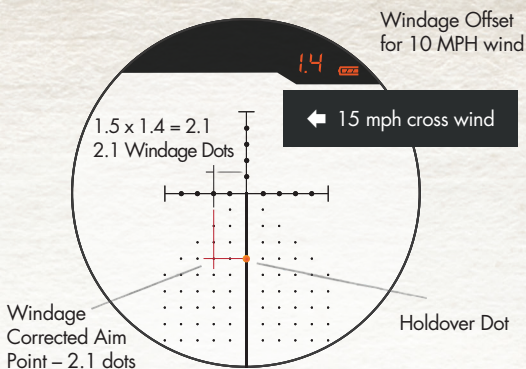 Windage Offset
for 10 MPH wind
1.4
15 mph cross wind
1.5 x 1.4 = 2.1
2.1 Windage Dots
Windage
Corrected Aim
Point – 2.1 dots
Holdover Dot